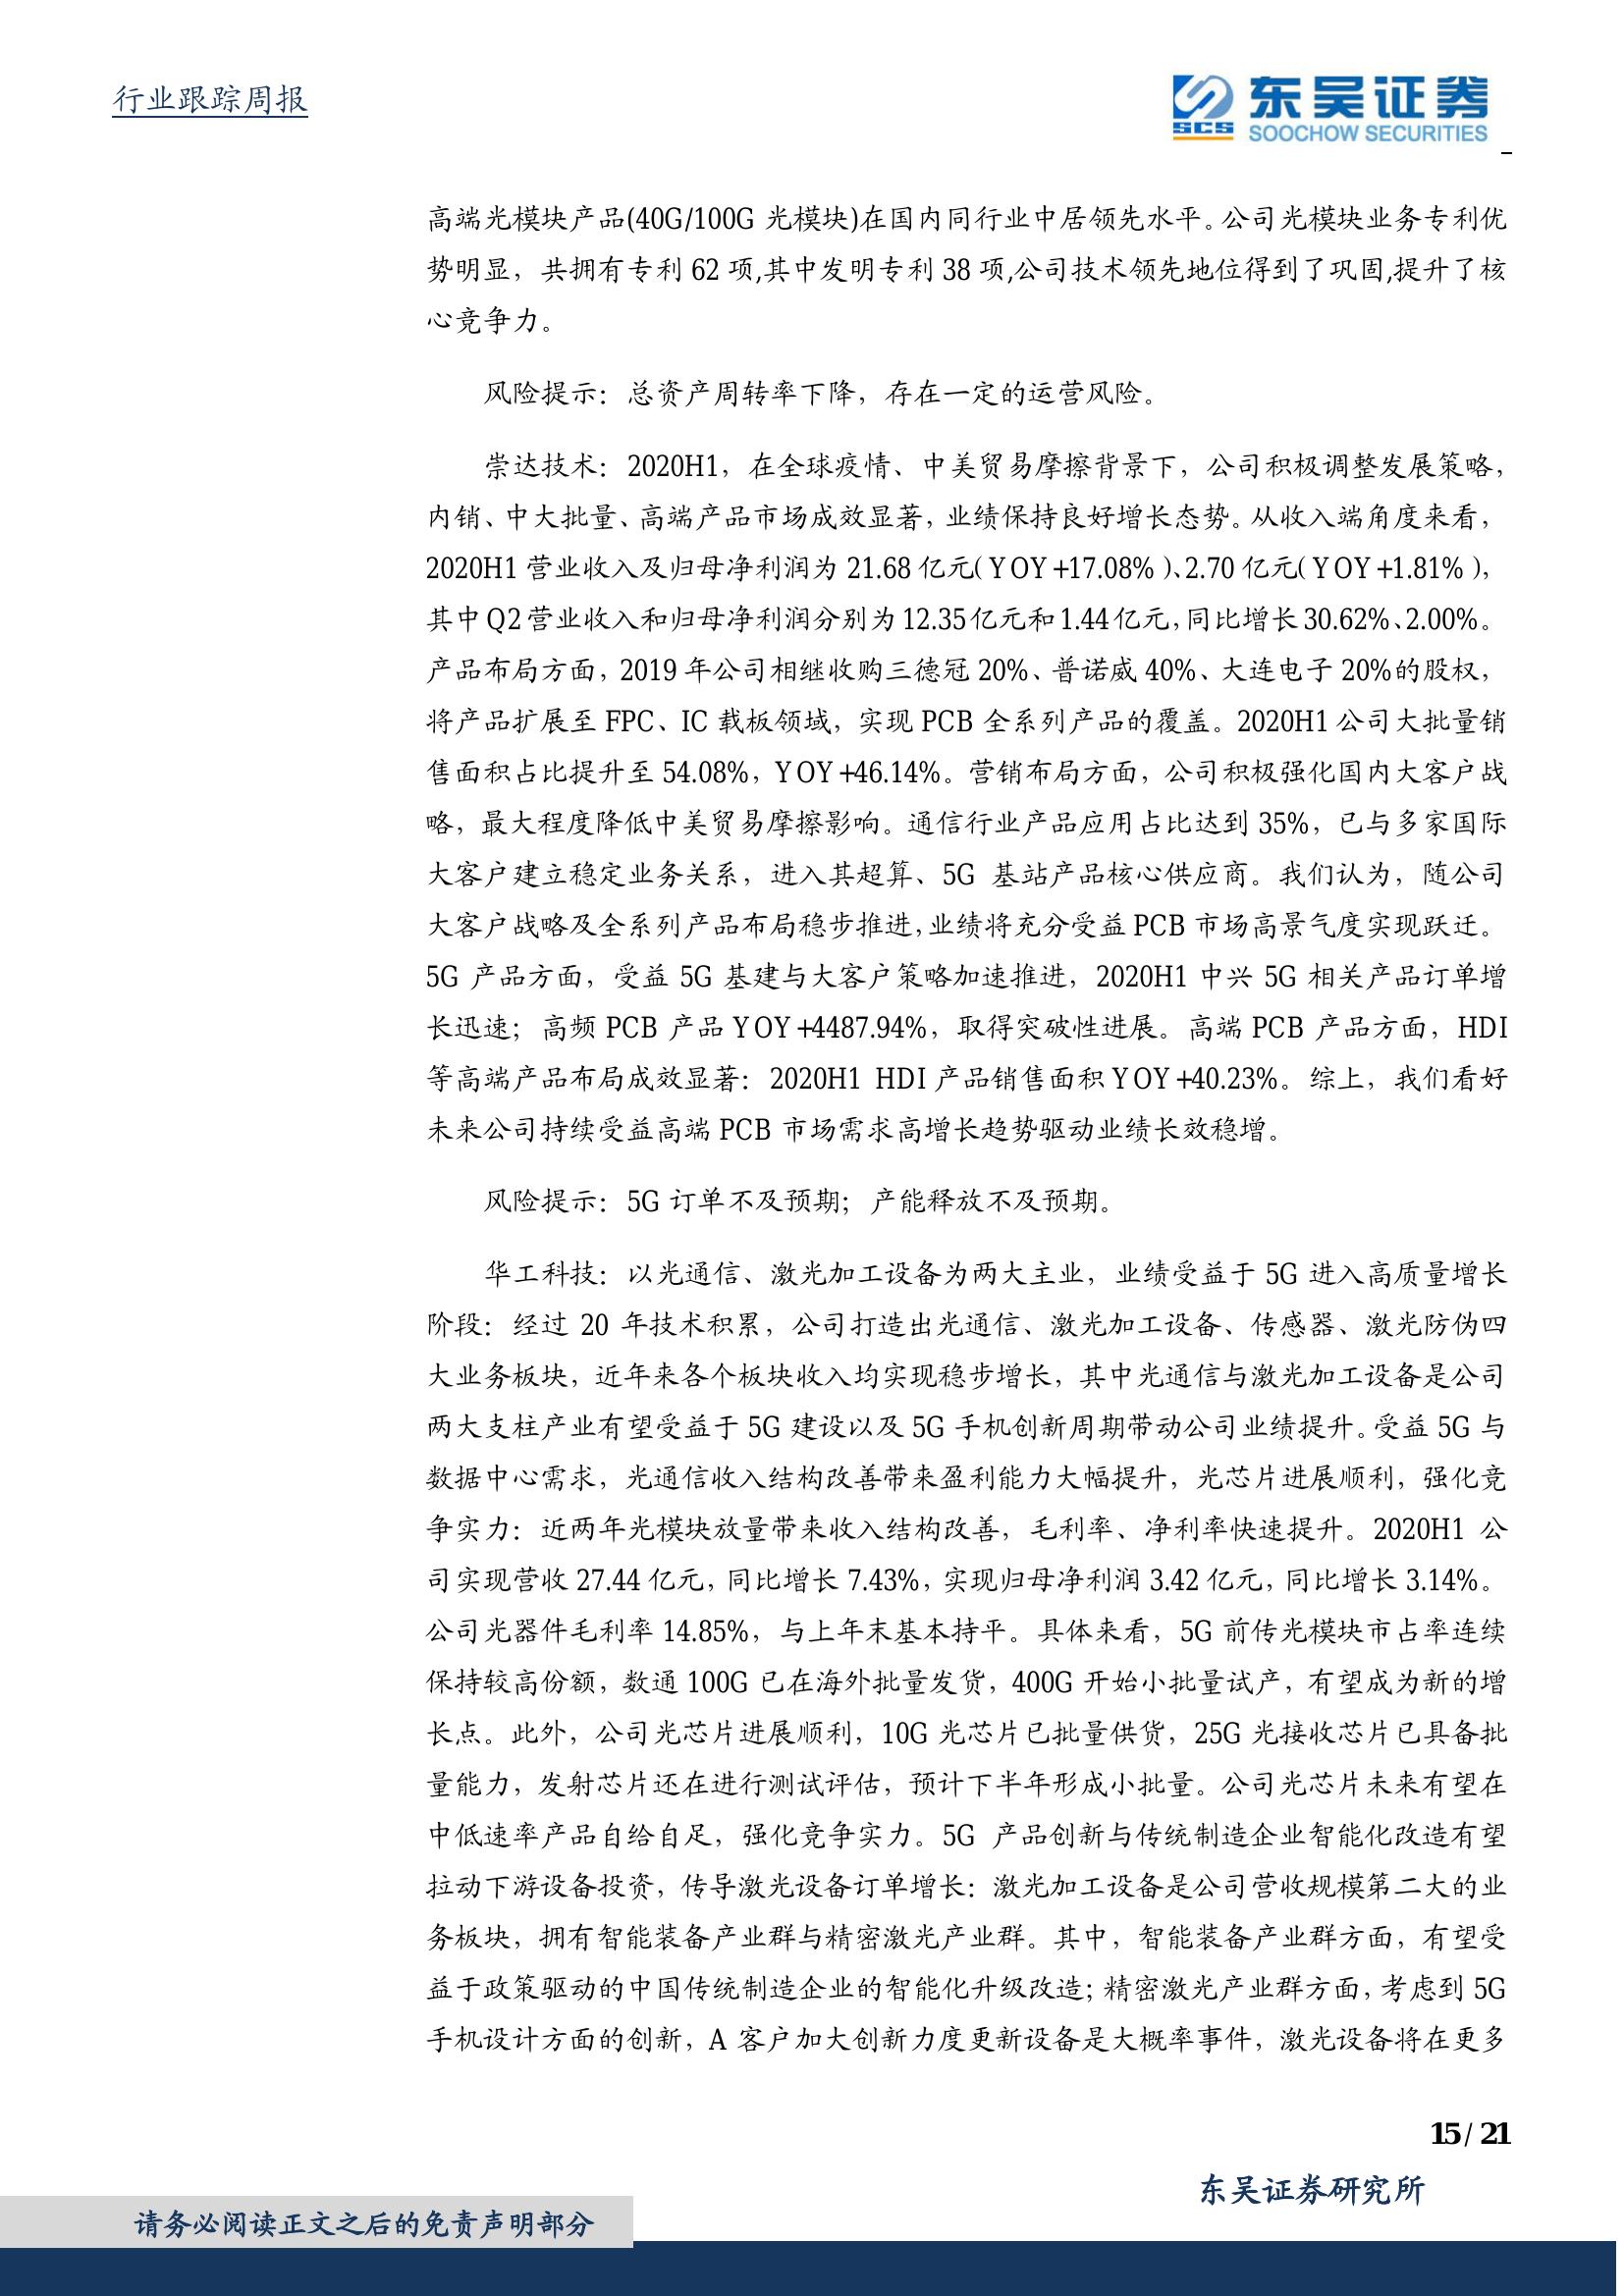 行业跟踪周报
SCS
东吴证券
SOOCHOW SECURITIES
高端光模块产品(40G/100G 光模块)在国内同行业中居领先水平。公司光模块业务专利优
势明显，共拥有专利 62 项,其中发明专利 38 项,公司技术领先地位得到了巩固,提升了核
心竞争力。
风险提示：总资产周转率下降，存在一定的运营风险。
崇达技术：2020H1，在全球疫情、中美贸易摩擦背景下，公司积极调整发展策略，
内销、中大批量、高端产品市场成效显著，业绩保持良好增长态势。从收入端角度来看，
2020H1 营业收入及归母净利润为 21.68 亿元（YOY+17.08%）、2.70 亿元（YOY+1.81%），
其中 Q2 营业收入和归母净利润分别为 12.35 亿元和 1.44 亿元，同比增长 30.62%、2.00%。
产品布局方面，2019 年公司相继收购三德冠 20%、普诺威 40%、大连电子 20%的股权，
将产品扩展至 FPC、IC 载板领域，实现 PCB 全系列产品的覆盖。2020H1 公司大批量销
售面积占比提升至 54.08%，YOY+46.14%。营销布局方面，公司积极强化国内大客户战
略，最大程度降低中美贸易摩擦影响。通信行业产品应用占比达到 35%，已与多家国际
大客户建立稳定业务关系，进入其超算、5G 基站产品核心供应商。我们认为，随公司
大客户战略及全系列产品布局稳步推进，业绩将充分受益 PCB 市场高景气度实现跃迁。
5G 产品方面，受益 5G 基建与大客户策略加速推进，2020H1 中兴 5G 相关产品订单增
长迅速；高频 PCB 产品 YOY+4487.94%，取得突破性进展。高端 PCB 产品方面，HDI
等高端产品布局成效显著：2020H1 HDI 产品销售面积 YOY+40.23%。综上，我们看好
未来公司持续受益高端 PCB 市场需求高增长趋势驱动业绩长效稳增。
风险提示：5G 订单不及预期；产能释放不及预期。
华工科技：以光通信、激光加工设备为两大主业，业绩受益于 5G 进入高质量增长
阶段：经过 20 年技术积累，公司打造出光通信、激光加工设备、传感器、激光防伪四
大业务板块，近年来各个板块收入均实现稳步增长，其中光通信与激光加工设备是公司
两大支柱产业有望受益于 5G 建设以及 5G 手机创新周期带动公司业绩提升。受益 5G 与
数据中心需求，光通信收入结构改善带来盈利能力大幅提升，光芯片进展顺利，强化竞
争实力：近两年光模块放量带来收入结构改善，毛利率、净利率快速提升。2020H1 公
司实现营收 27.44 亿元，同比增长 7.43%，实现归母净利润 3.42 亿元，同比增长 3.14%。
公司光器件毛利率 14.85%，与上年末基本持平。具体来看，5G 前传光模块市占率连续
保持较高份额，数通 100G 已在海外批量发货，400G 开始小批量试产，有望成为新的增
长点。此外，公司光芯片进展顺利，10G 光芯片已批量供货，25G 光接收芯片已具备批
量能力，发射芯片还在进行测试评估，预计下半年形成小批量。公司光芯片未来有望在
中低速率产品自给自足，强化竞争实力。5G 产品创新与传统制造企业智能化改造有望
拉动下游设备投资，传导激光设备订单增长：激光加工设备是公司营收规模第二大的业
务板块，拥有智能装备产业群与精密激光产业群。其中，智能装备产业群方面，有望受
益于政策驱动的中国传统制造企业的智能化升级改造；精密激光产业群方面，考虑到 5G
手机设计方面的创新，A 客户加大创新力度更新设备是大概率事件，激光设备将在更多
15 / 21
东吴证券研究所
请务必阅读正文之后的免责声明部分